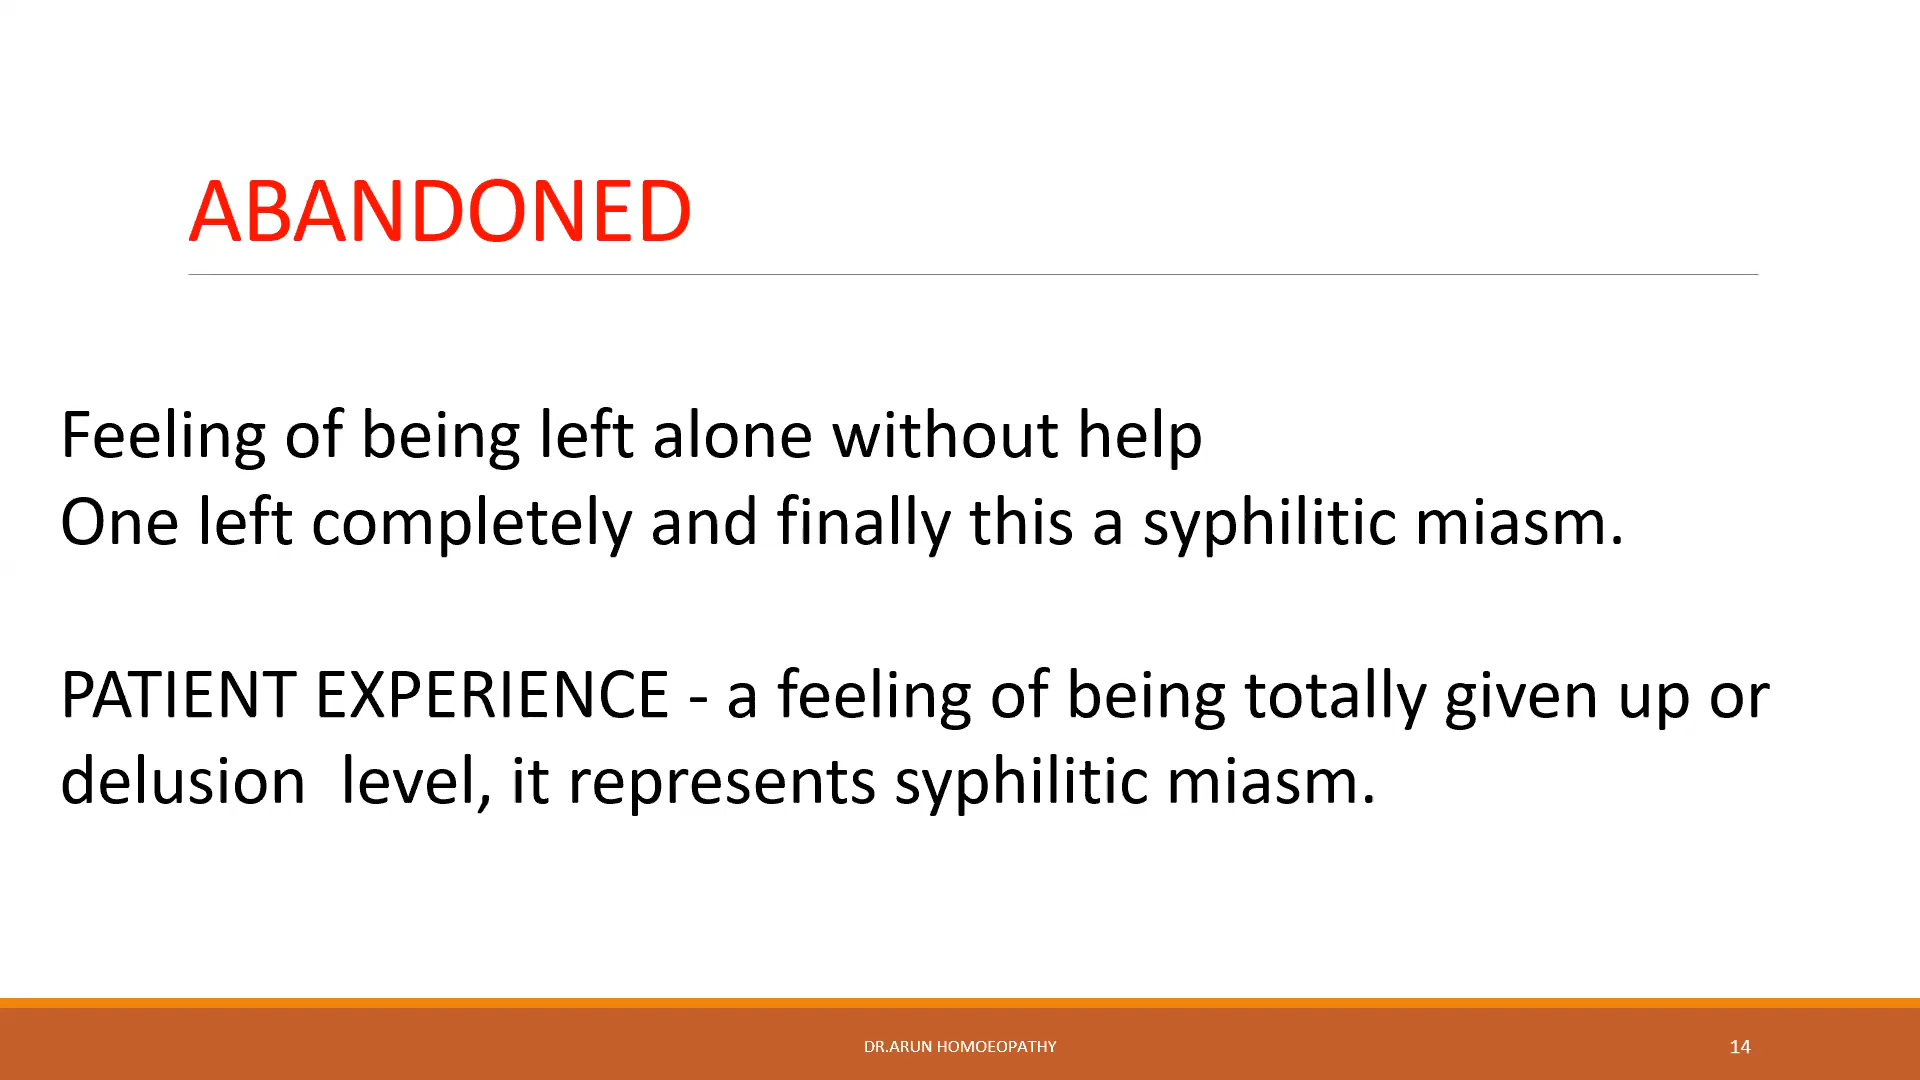 ABANDONED
Feeling of being left alone without help
One left completely and finally this a syphilitic miasm.
PATIENT EXPERIENCE - a feeling of being totally given up or
delusion  level, it represents syphilitic miasm.
DR.ARUN HOMOEOPATHY
14